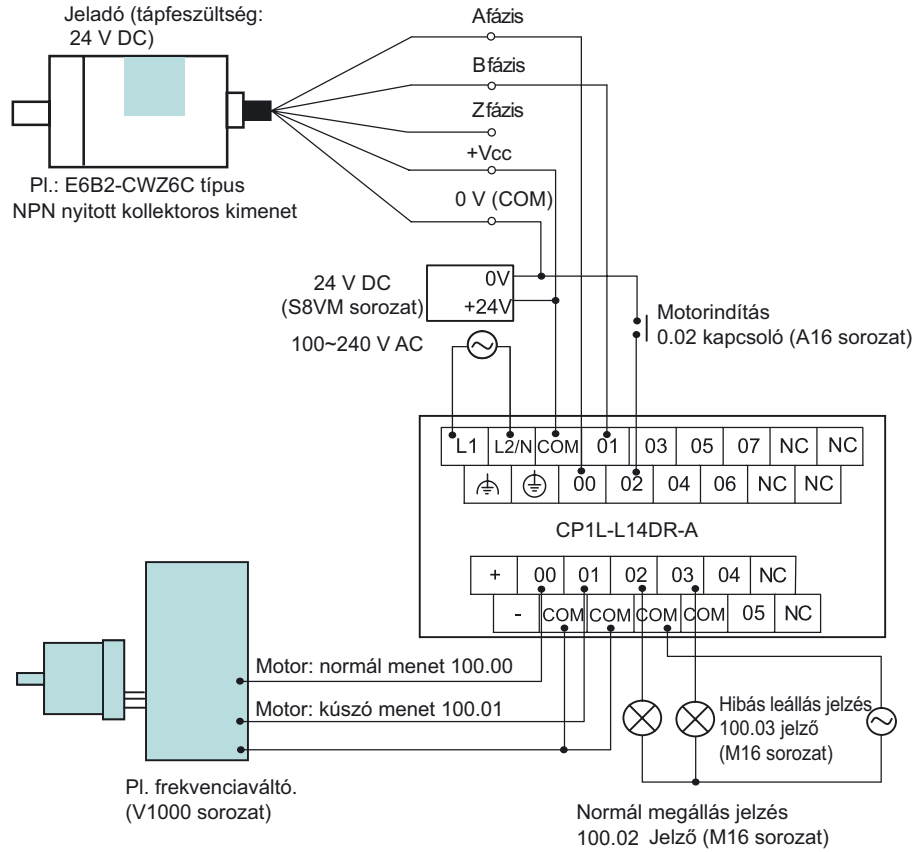 Jeladó (tápfeszültség:
24 V DC)
Afázis
Bfázis
Zfázis
+Vcc
0 V (COM)
Pl.: E6B2-CWZ6C típus
NPN nyitott kollektoros kimenet
24 V DC
(S8VM sorozat)
0V
+24V
100~240 V AC
Motorindítás
0.02 kapcsoló (A16 sorozat)
L1 L2/N COM 01 03 05 07 NC NC
00 02 04 06 NC NC
CP1L-L14DR-A
+ 00 01 02 03 04 NC
- COM COM COM COM 05 NC
Motor: normál menet 100.00
Motor: kúszó menet 100.01
Pl. frekvenciaváltó.
(V1000 sorozat)
Hibás leállás jelzés
100.03 jelző
(M16 sorozat)
Normál megállás jelzés
100.02 Jelző (M16 sorozat)